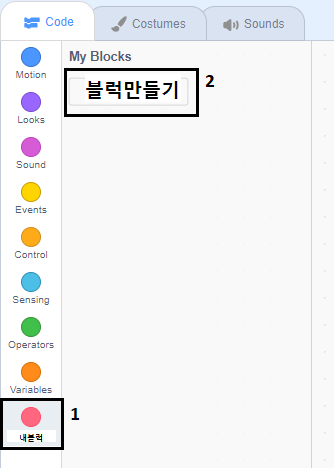 Code
Costumes
Sounds
Motion
Looks
Sound
Events
Control
Sensing
Operators
Variables
내블럭
1
My Blocks
블럭만들기
2